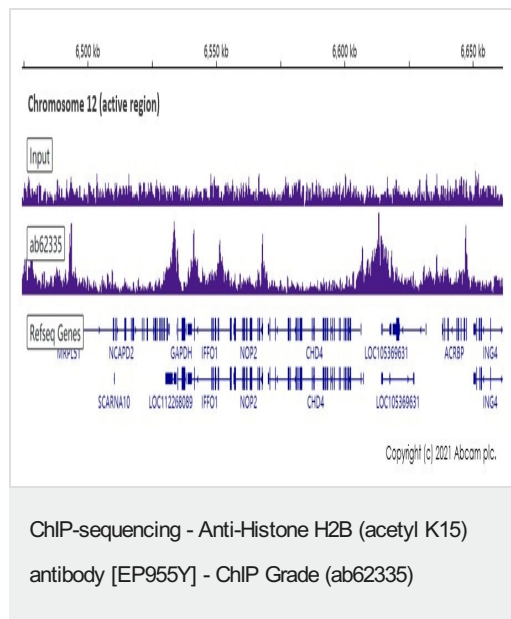 6,500 kb 6,550 kb 6,600 kb 6,650 kb
Chromosome 12 (active region)
Input
ab62335
Refseq Genes
MRPL51 NCAPD2 GAPDH IFFO1 NOP2 CHD4 LOC105369631 ACRBP ING4
SCARNA10 LOC112268089 IFFO1 NOP2 CHD4 LOC105369631 ING4
Copyright (c) 2021 Abcam plc.
ChIP-sequencing - Anti-Histone H2B (acetyl K15)
antibody [EP955Y] - ChIP Grade (ab62335)